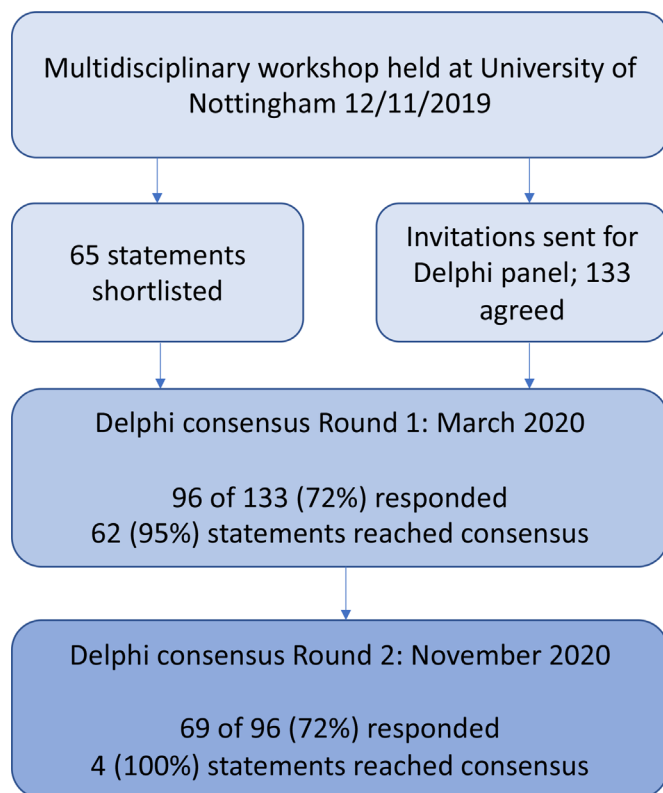 Multidisciplinary workshop held at University of
Nottingham 12/11/2019
65 statements
shortlisted
Invitations sent for
Delphi panel; 133
agreed
Delphi consensus Round 1: March 2020
96 of 133 (72%) responded
62 (95%) statements reached consensus
Delphi consensus Round 2: November 2020
69 of 96 (72%) responded
4 (100%) statements reached consensus